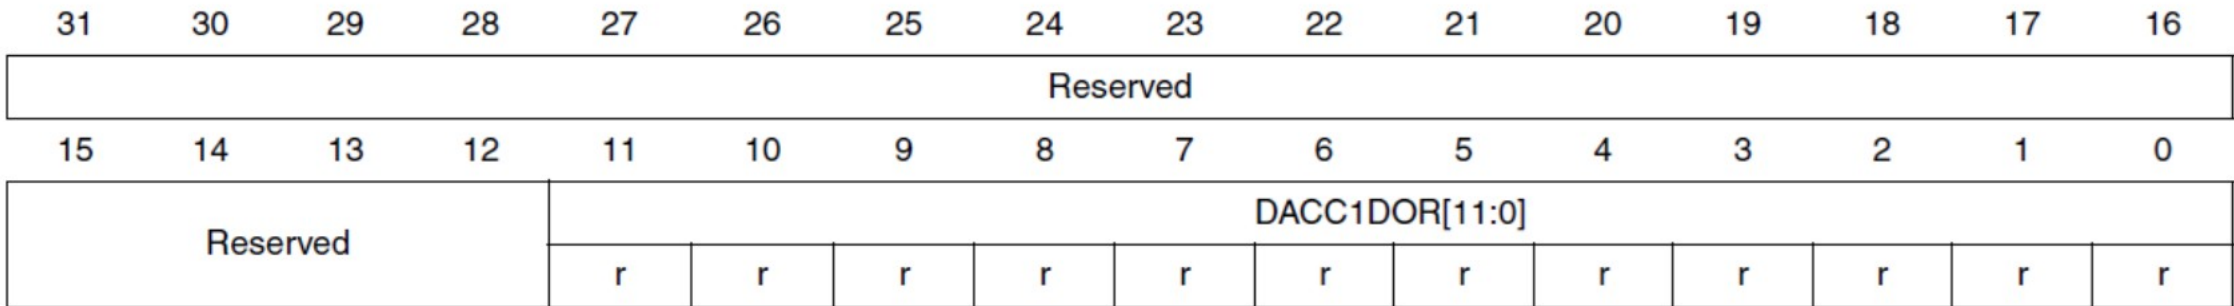 31 30 29 28 27 26 25 24 23 22 21 20 19 18 17 16
Reserved
15 14 13 12 11 10 9 8 7 6 5 4 3 2 1 0
DACC1DOR[11:0]
Reserved
r r r r r r r r r r r r